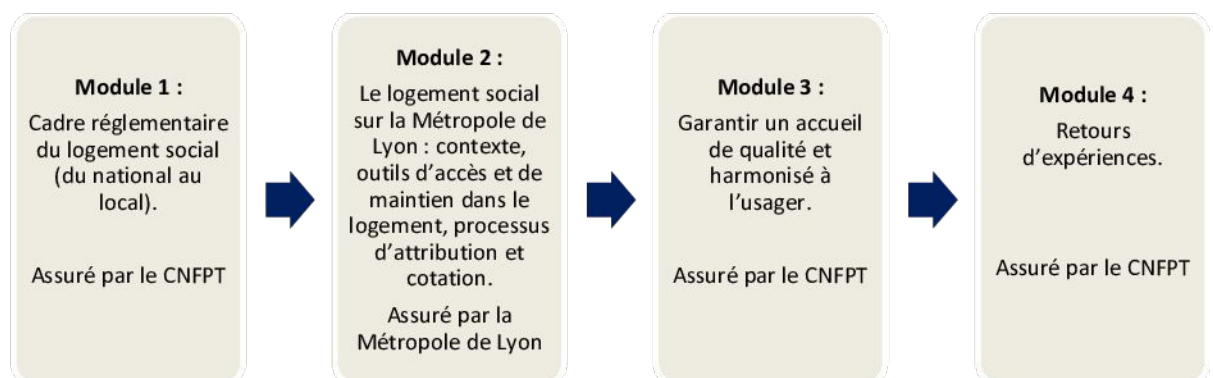 Module 1 :
Cadre réglementaire
du logement social
(du national au
local).
Assuré par le CNFPT
Module 2 :
Le logement social
sur la Métropole de
Lyon : contexte,
outils d'accès et de
maintien dans le
logement, processus
d'attribution et
cotation.
Assuré par la
Métropole de Lyon
Module 3 :
Garantir un accueil
de qualité et
harmonisé à
l'usager.
Assuré par le CNFPT
Module 4 :
Retours
d'expériences.
Assuré par le CNFPT